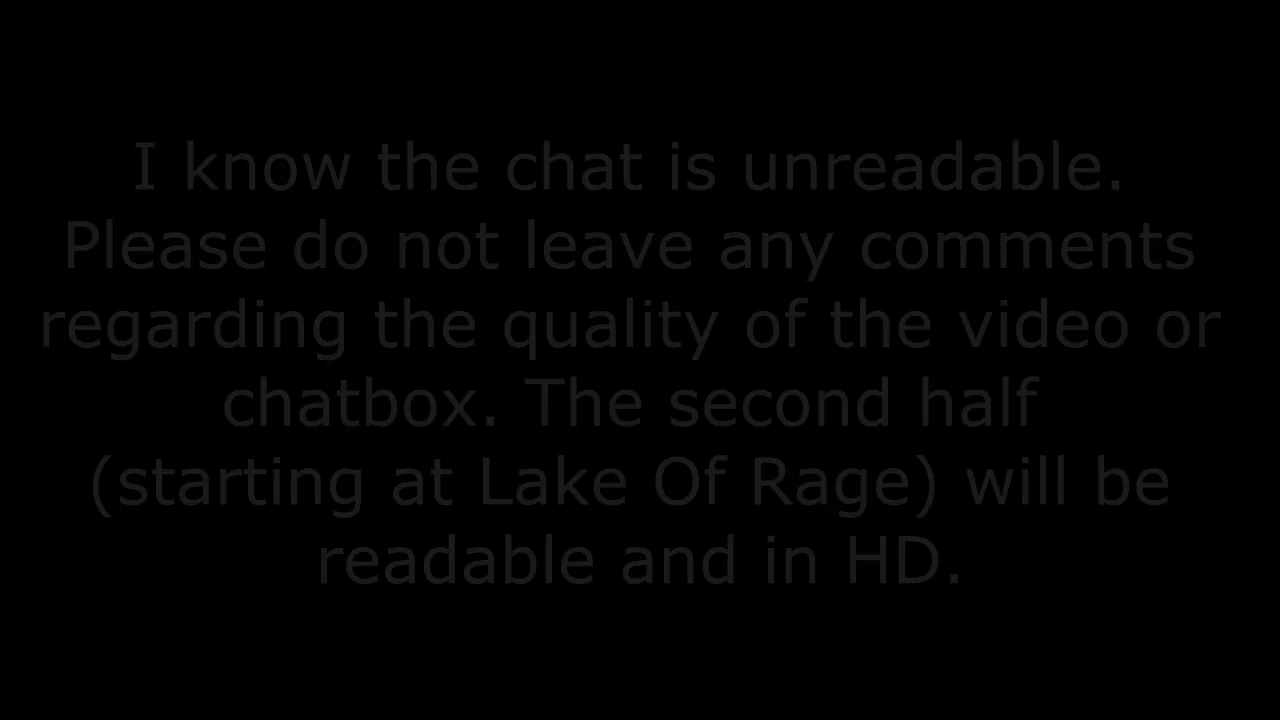 I know the chat is unreadable.
Please do not leave any comments
regarding the quality of the video or
chatbox. The second half
(starting at Lake Of Rage) will be
readable and in HD.